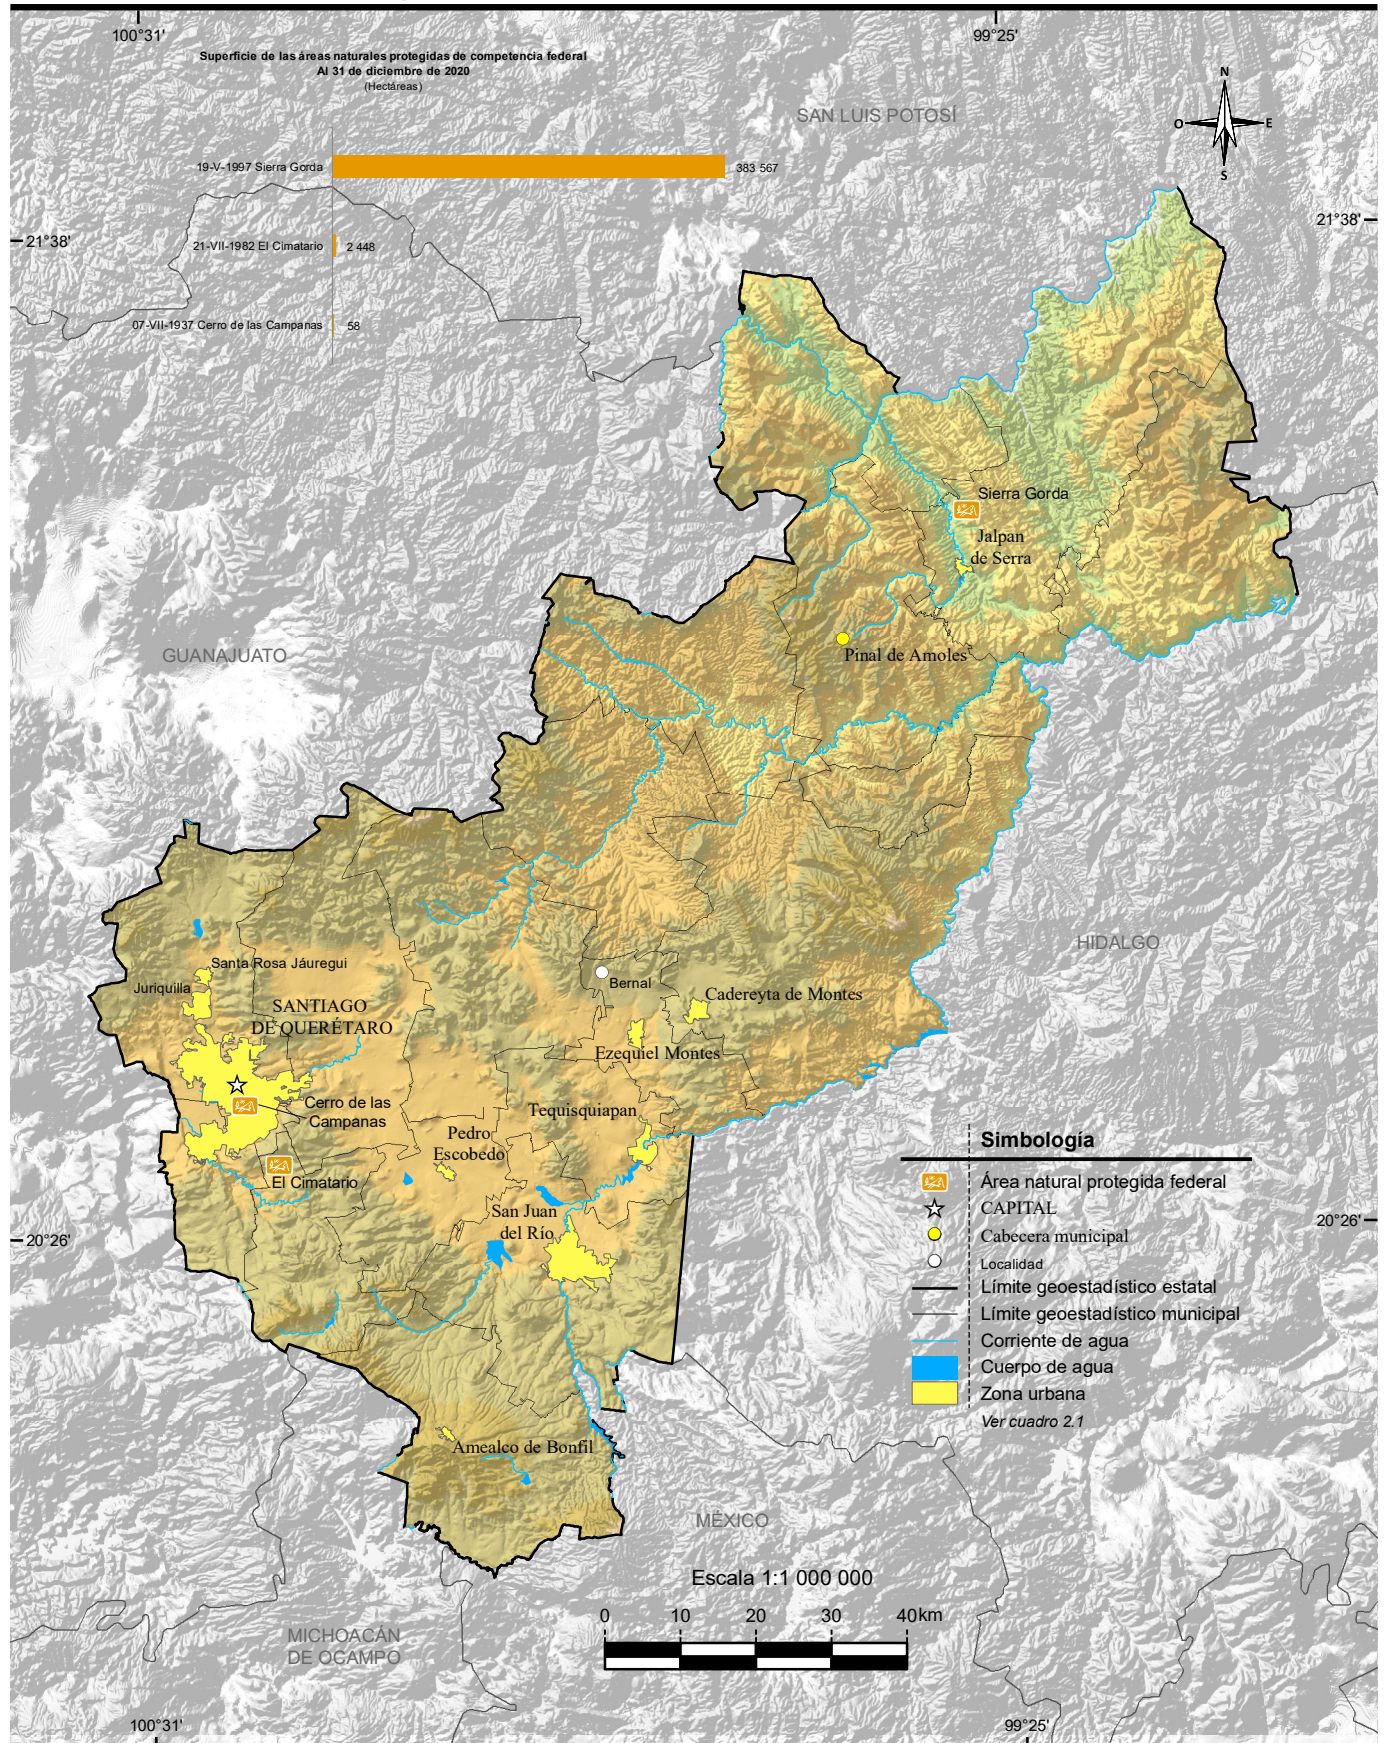 100°31'
99°25'
Superficie de las áreas naturales protegidas de competencia federal
Al 31 de diciembre de 2020
(Hectáreas)
N
O
E
S
SAN LUIS POTOSÍ
19-V-1997 Sierra Gorda
383 567
21°38'
21°38'
21-VII-1982 El Cimatario
2 448
07-VII-1937 Cerro de las Campanas
58
Sierra Gorda
Jalpan
de Serra
GUANAJUATO
Pinal de Amoles
HIDALGO
Santa Rosa Jáuregui
Juriquilla
Bernal
Cadereyta de Montes
SANTIAGO
DE QUERÉTARO
Ezequiel Montes
Cerro de las
Campanas
Tequisquiapan
Pedro
Escobedo
El Cimatario
San Juan
del Río
20°26'
20°26'
Simbología
Área natural protegida federal
CAPITAL
Cabecera municipal
Localidad
Límite geoestadístico estatal
Límite geoestadístico municipal
Corriente de agua
Cuerpo de agua
Zona urbana
Ver cuadro 2.1
Amealco de Bonfil
MÉXICO
Escala 1:1 000 000
0 10 20 30 40km
MICHOACÁN
DE OCAMPO
100°31'
99°25'